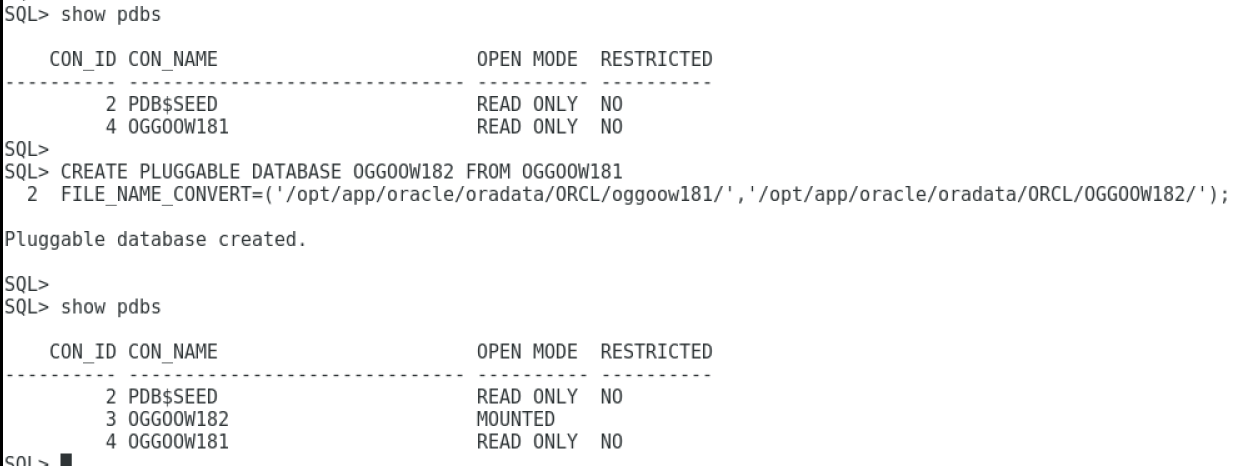 SQL> show pdbs
CON_ID CON_NAME OPEN MODE RESTRICTED
---------- ------------------------------ ---------- ----------
2 PDB$SEED READ ONLY NO
4 OGGOOW181 READ ONLY NO
SQL>
SQL> CREATE PLUGGABLE DATABASE OGGOOW182 FROM OGGOOW181
2 FILE_NAME_CONVERT=('/opt/app/oracle/oradata/ORCL/oggoow181/','/opt/app/oracle/oradata/ORCL/OGGOOW182/');
Pluggable database created.
SQL>
SQL> show pdbs
CON_ID CON_NAME OPEN MODE RESTRICTED
---------- ------------------------------ ---------- ----------
2 PDB$SEED READ ONLY NO
3 OGGOOW182 MOUNTED
4 OGGOOW181 READ ONLY NO
SQL>